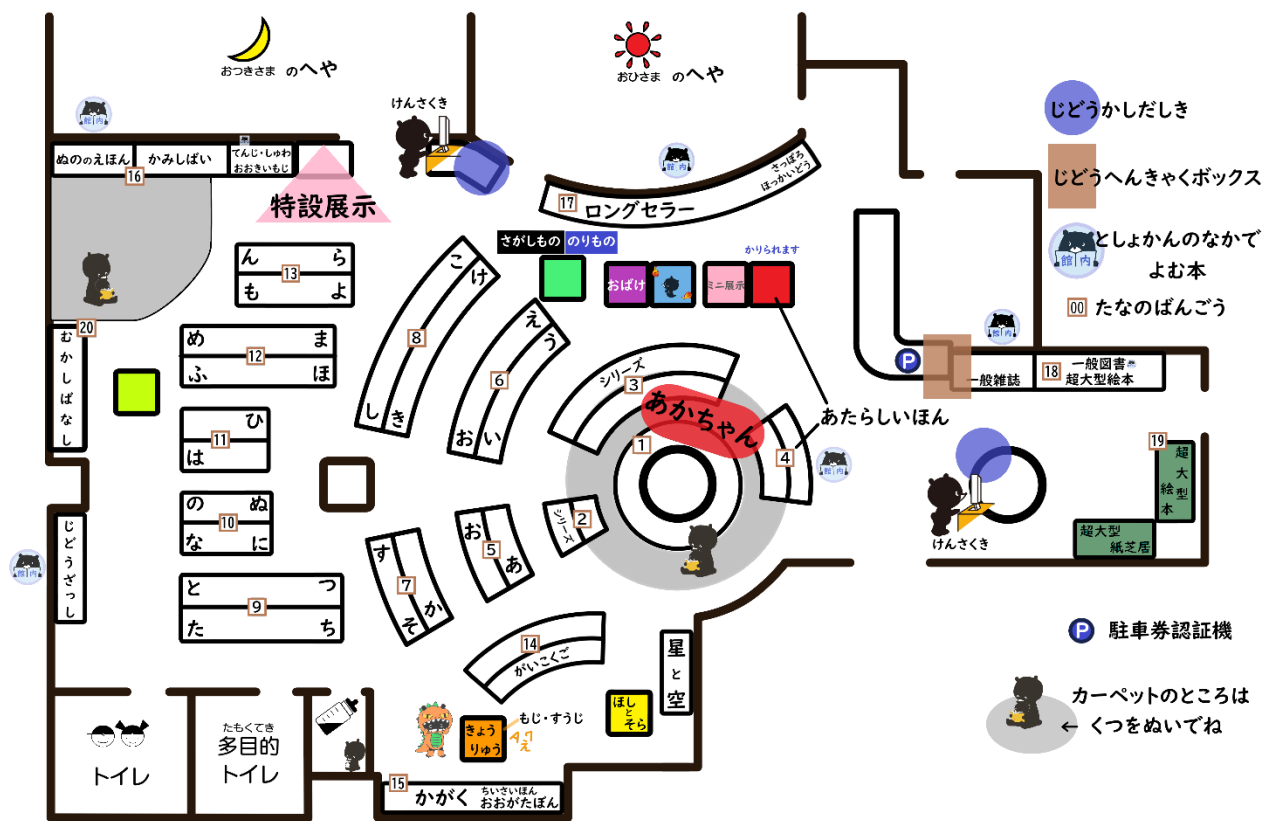 おつきさま のへや
おひさま のへや
けんさくき
館内
ぬののえほん
かみしばい
てんじ・しゅわ
おおきいもじ
16
特設展示
館内
さっぽろ
ほっかいどう
17 ロングセラー
じどうかしだしき
じどうへんきゃくボックス
館内
としょかんのなかで
よむ本
00 たなのばんごう
さがしもの のりもの
かりられます
おばけ
ミニ展示
ん ら
13
も よ
こ け
8
し き
え う
6
お い
め ま
12
ふ ほ
20
むかしばなし
ひ
11
は
シリーズ
3
あかちゃん
1
4
あたらしいほん
館内
P
館内
一般雑誌
18
一般図書
超大型絵本
19
超大型
絵本
超大型
紙芝居
けんさくき
の ぬ
10
な に
シリーズ
2
お
5
あ
す
7
か
そ
館内
じどうざっし
と つ
9
た ち
14
がいこくご
星と空
ほしとそら
きょうりゅう
もじ・すうじ
Aクえ
トイレ
たもくてき
多目的
トイレ
15
かがく
ちいさいほん
おおがたぼん
P 駐車券認証機
カーペットのところは
← くつをぬいでね